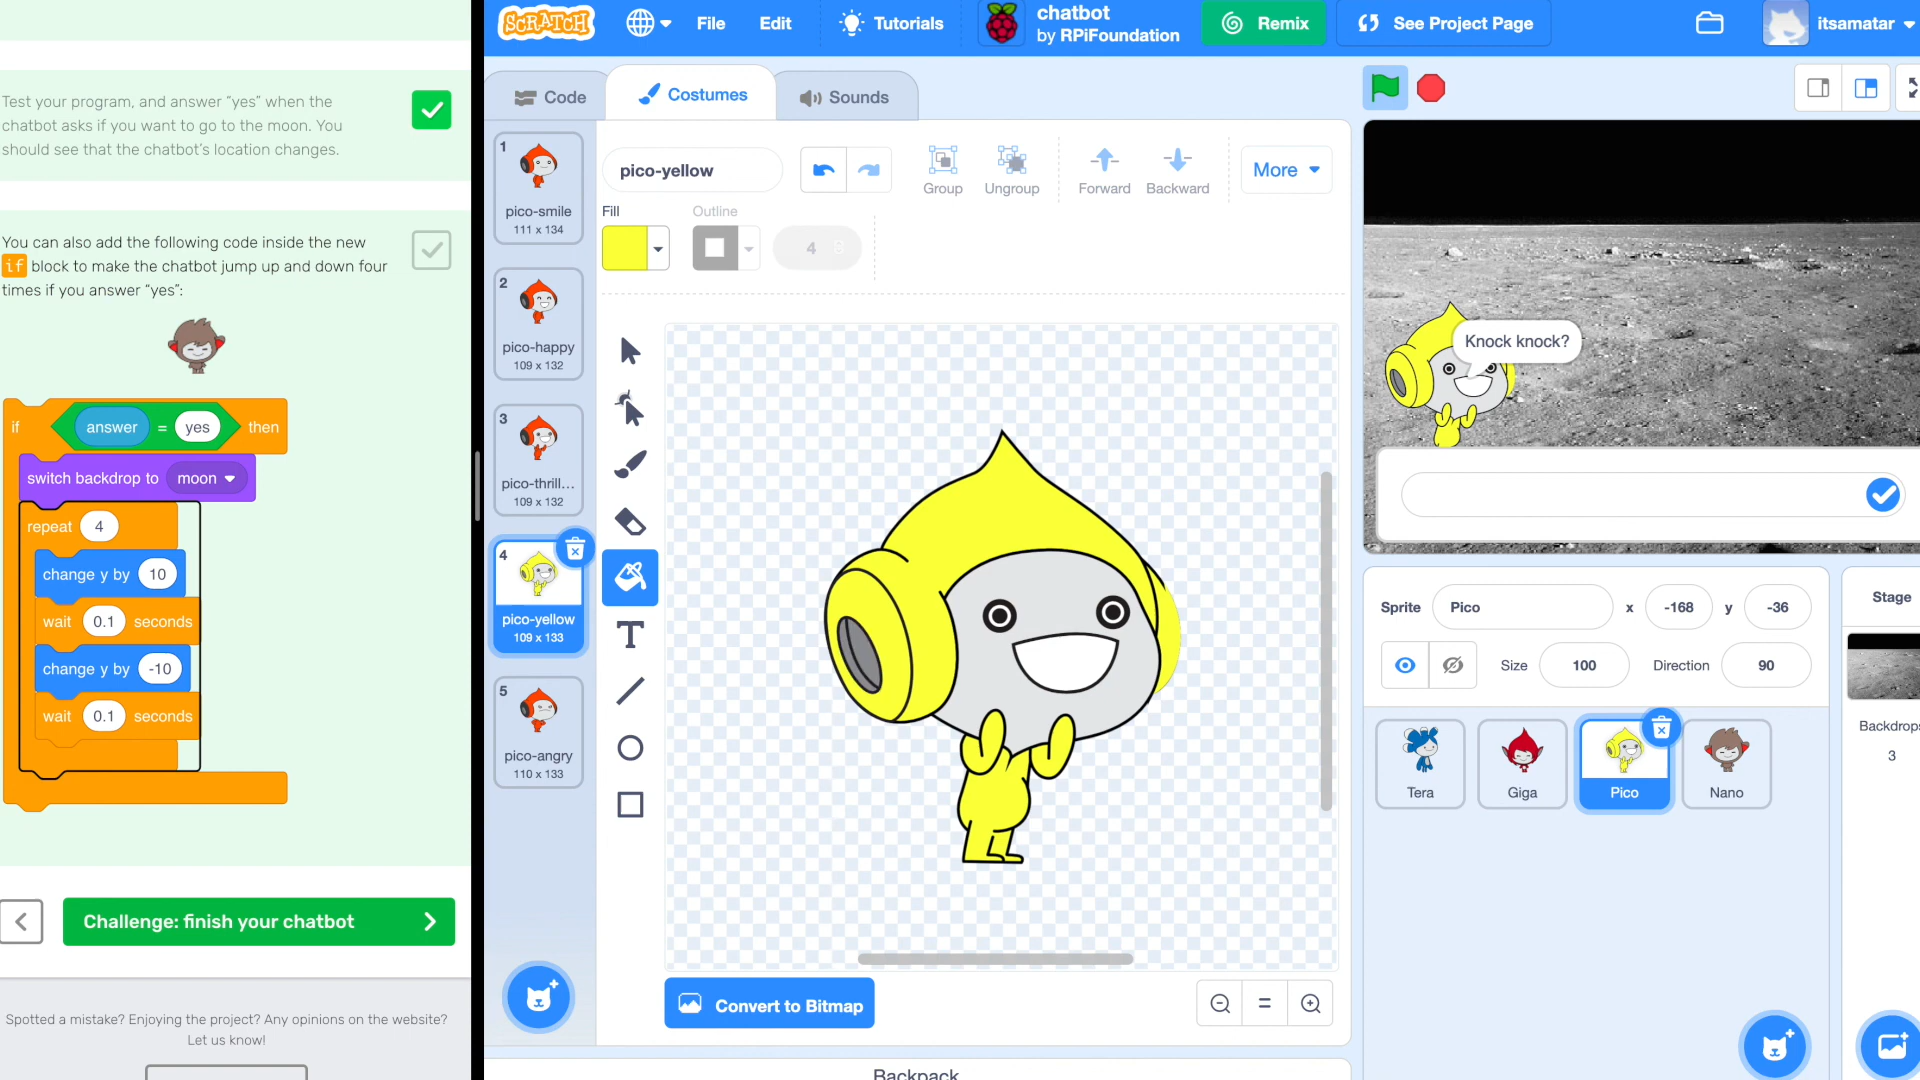 Test your program, and answer “yes” when the
chatbot asks if you want to go to the moon. You
should see that the chatbot’s location changes.
You can also add the following code inside the new
if block to make the chatbot jump up and down four
times if you answer “yes”:
if answer = yes then
switch backdrop to moon
repeat 4
change y by 10
wait 0.1 seconds
change y by -10
wait 0.1 seconds
Challenge: finish your chatbot
Spotted a mistake? Enjoying the project? Any opinions on the website?
Let us know!
SCRATCH
File
Edit
Tutorials
chatbot
by RPiFoundation
Remix
See Project Page
itsamatar
Code
Costumes
Sounds
1
pico-smile
111 x 134
2
pico-happy
109 x 132
3
pico-thrill...
109 x 132
4
pico-yellow
109 x 133
5
pico-angry
110 x 133
pico-yellow
Group
Ungroup
Forward
Backward
More
Fill
Outline
4
T
Convert to Bitmap
Backpack
Knock knock?
Sprite
Pico
x
-168
y
-36
Size
100
Direction
90
Tera
Giga
Pico
Nano
Stage
Backdrops
3